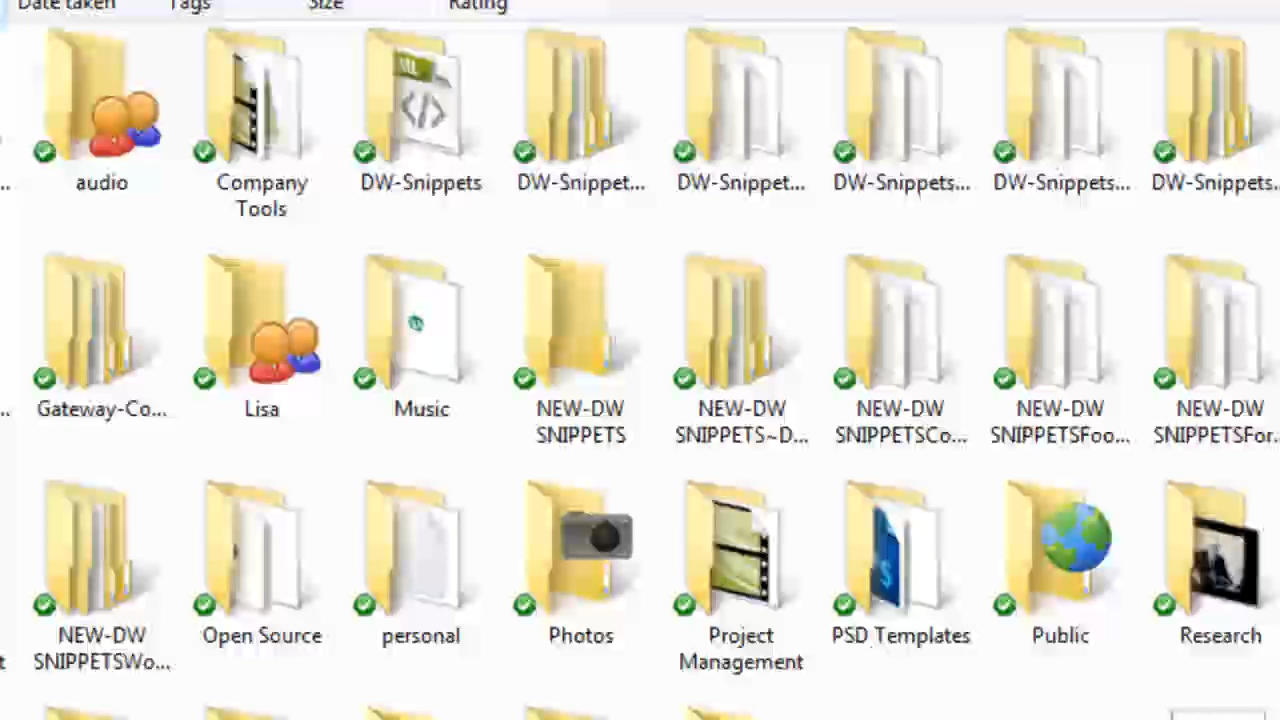 Date taken Tags Size Rating
audio Company Tools DW-Snippets DW-Snippet... DW-Snippet... DW-Snippets... DW-Snippets... DW-Snippets...
Gateway-Co... Lisa Music NEW-DW SNIPPETS NEW-DW SNIPPETS~D... NEW-DW SNIPPETSCo... NEW-DW SNIPPETSFoo... NEW-DW SNIPPETSFor...
NEW-DW SNIPPETSWo... Open Source personal Photos Project Management PSD Templates Public Research